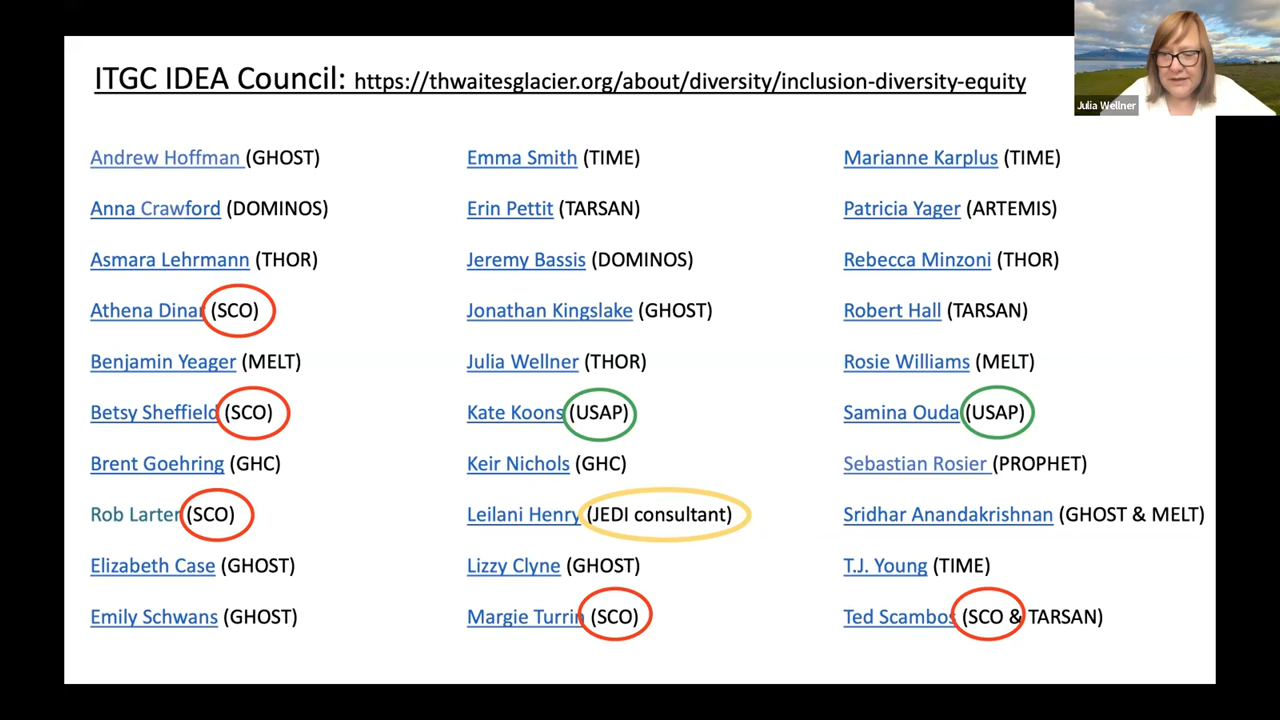 ITGC IDEA Council: https://thwaitesglacier.org/about/diversity/inclusion-diversity-equity
Julia Wellner
Andrew Hoffman (GHOST)
Anna Crawford (DOMINOS)
Asmara Lehrmann (THOR)
Athena Dinar (SCO)
Benjamin Yeager (MELT)
Betsy Sheffield (SCO)
Brent Goehring (GHC)
Rob Larter (SCO)
Elizabeth Case (GHOST)
Emily Schwans (GHOST)
Emma Smith (TIME)
Erin Pettit (TARSAN)
Jeremy Bassis (DOMINOS)
Jonathan Kingslake (GHOST)
Julia Wellner (THOR)
Kate Koons (USAP)
Keir Nichols (GHC)
Leilani Henry (JEDI consultant)
Lizzy Clyne (GHOST)
Margie Turrin (SCO)
Marianne Karplus (TIME)
Patricia Yager (ARTEMIS)
Rebecca Minzoni (THOR)
Robert Hall (TARSAN)
Rosie Williams (MELT)
Samina Ouda (USAP)
Sebastian Rosier (PROPHET)
Sridhar Anandakrishnan (GHOST & MELT)
T.J. Young (TIME)
Ted Scambos (SCO & TARSAN)